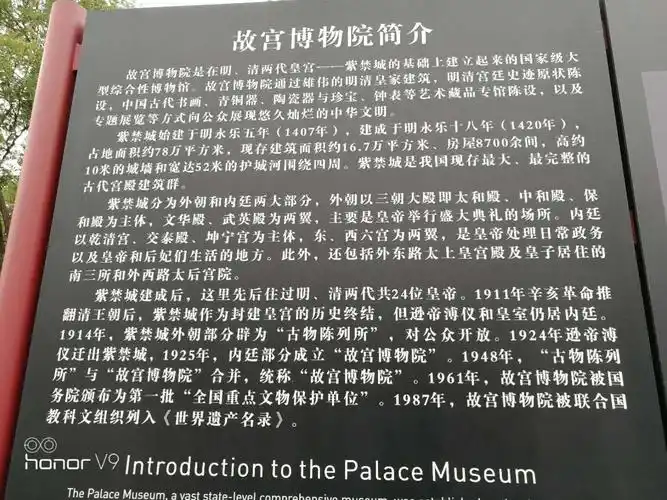 故宫博物院简介
故宫博物院是在明、清两代皇宫——紫禁城的基础上建立起来的国家级大
型综合性博物馆。故宫博物院通过雄伟的明清皇家建筑，明清宫廷史迹原状陈
设，中国古代书画、青铜器、陶瓷器与珍宝、钟表等艺术藏品专馆陈设，以及
专题展览等方式向公众展现悠久灿烂的中华文明。
紫禁城始建于明永乐五年（1407年），建成于明永乐十八年（1420年），
占地面积约78万平方米，现存建筑面积约16.7万平方米、房屋8700余间，高约
10米的城墙和宽达52米的护城河围绕四周。紫禁城是我国现存最大、最完整的
古代宫殿建筑群。
紫禁城分为外朝和内廷两大部分，外朝以三朝大殿即太和殿、中和殿、保
和殿为主体，文华殿、武英殿为两翼，主要是皇帝举行盛大典礼的场所。内廷
以乾清宫、交泰殿、坤宁宫为主体，东、西六宫为两翼，是皇帝处理日常政务
以及皇帝和后妃们生活的地方。此外，还包括外东路太上皇宫殿及皇子居住的
南三所和外西路太后宫院。
紫禁城建成后，这里先后住过明、清两代共24位皇帝。1911年辛亥革命推
翻清王朝后，紫禁城作为封建皇宫的历史终结，但逊帝溥仪和皇室仍居内廷。
1914年，紫禁城外朝部分辟为“古物陈列所”，对公众开放。1924年逊帝溥
仪迁出紫禁城，1925年，内廷部分成立“故宫博物院”。1948年，“古物陈列
所”与“故宫博物院”合并，统称“故宫博物院”。1961年，故宫博物院被国
务院颁布为第一批“全国重点文物保护单位”。1987年，故宫博物院被联合国
教科文组织列入《世界遗产名录》。
honor V9 Introduction to the Palace Museum
The Palace Museum, a vast state-level comprehensive museum, was established